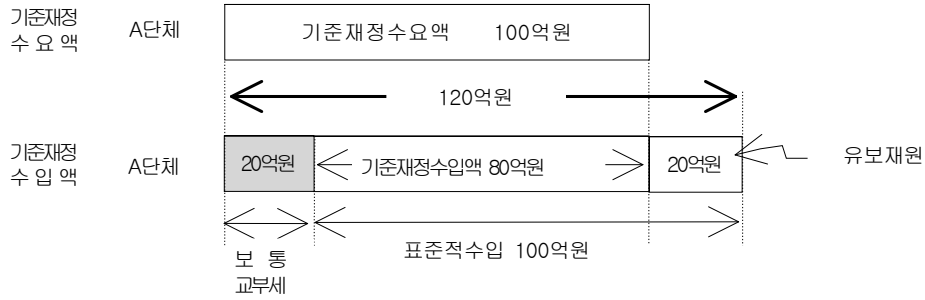 기준재정
수 요 액
A단체
기준재정수요액 100억원
120억원
기준재정
수 입 액
A단체
20억원
기준재정수입액 80억원
20억원
유보재원
표준적수입 100억원
보 통
교부세